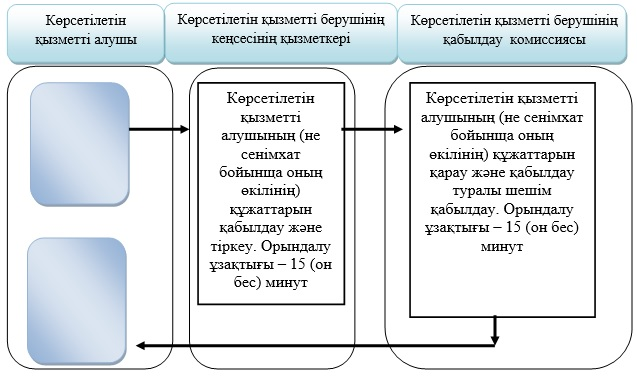 Көрсетілетін
қызметті алушы
Көрсетілетін қызметті берушінің
кеңсесінің қызметкері
Көрсетілетін қызметті берушінің
қабылдау комиссиясы
Көрсетілетін
қызметті
алушының (не
сенімхат
бойынща оның
өкілінің)
құжаттарын
қабылдау және
тіркеу. Орындалу
ұзақтығы – 15 (он
бес) минут
Көрсетілетін қызметті
алушының (не сенімхат
бойынща оның
өкілінің) құжаттарын
қарау және қабылдау
туралы шешім
қабылдау. Орындалу
ұзақтығы – 15 (он бес)
минут